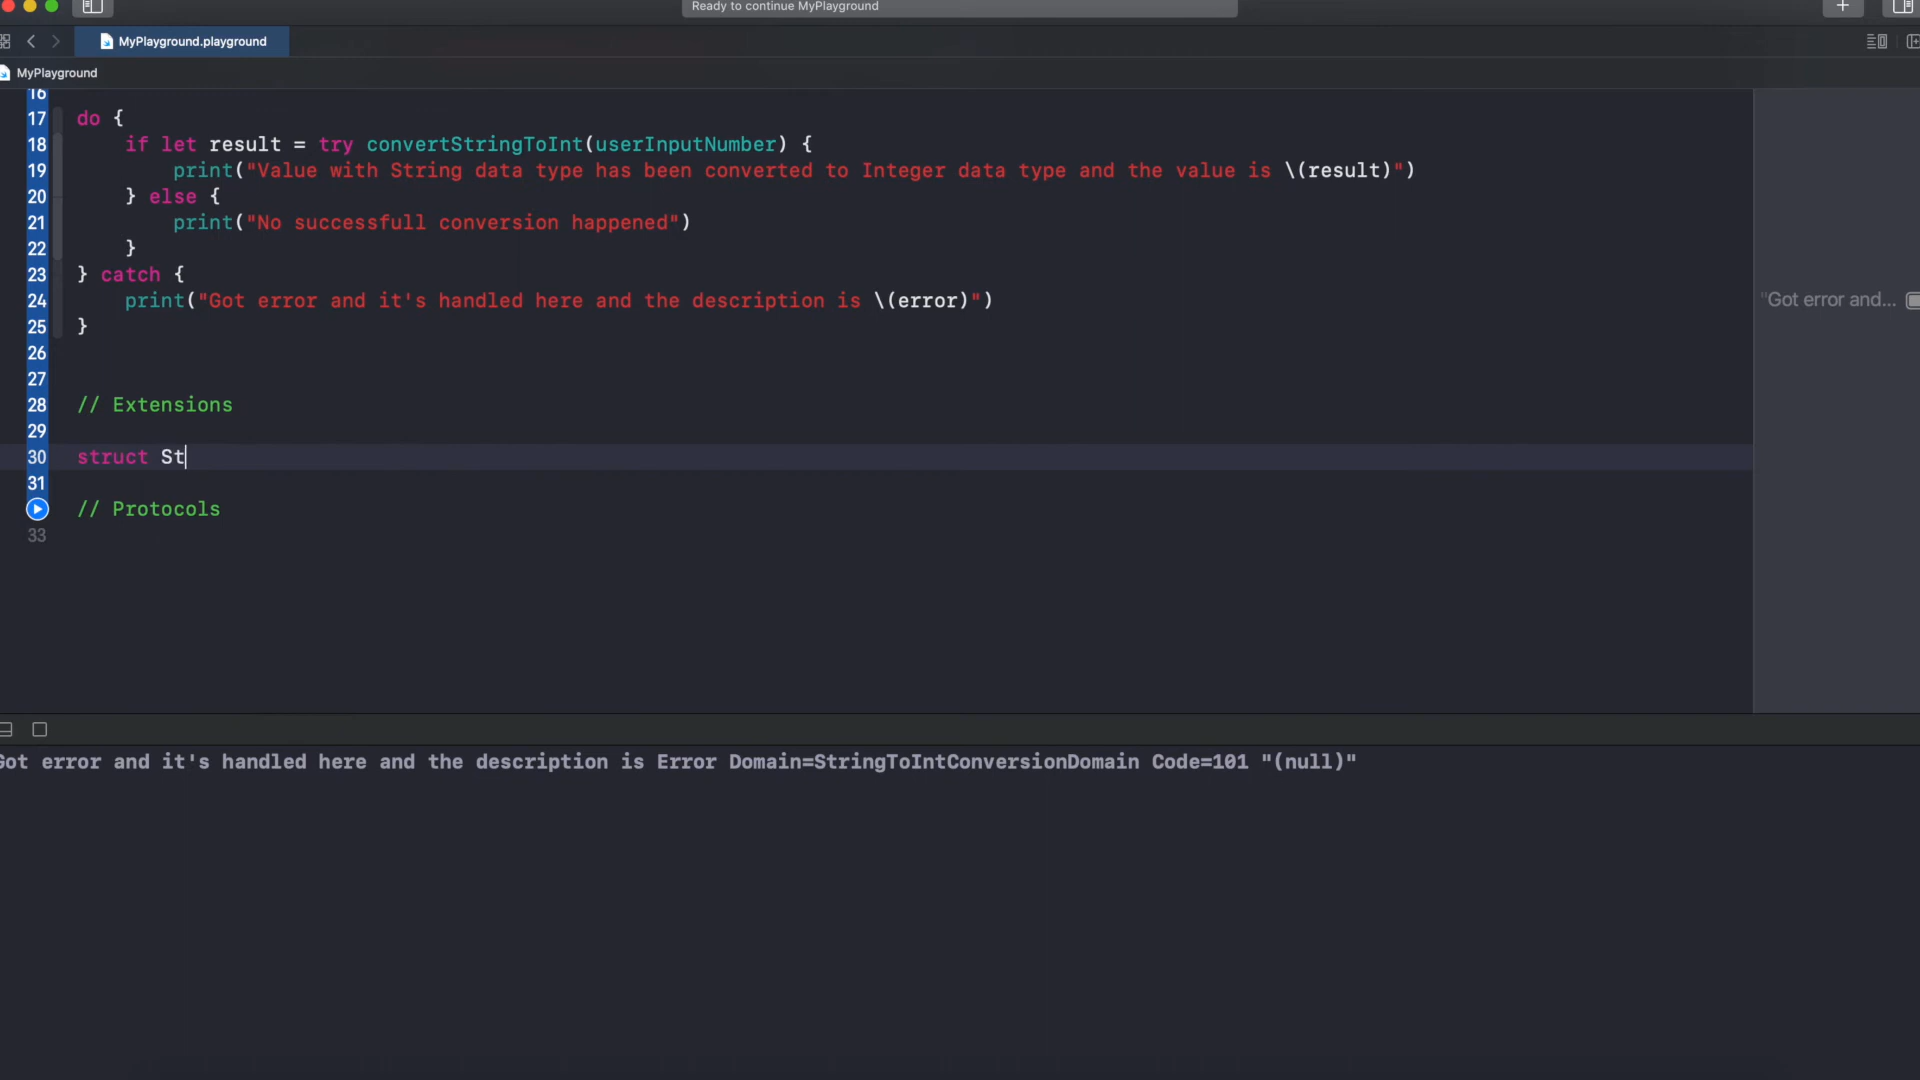 Ready to continue MyPlayground
MyPlayground.playground
MyPlayground
16
17 do {
18     if let result = try convertStringToInt(userInputNumber) {
19         print("Value with String data type has been converted to Integer data type and the value is \(result)")
20     } else {
21         print("No successfull conversion happened")
22     }
23 } catch {
24     print("Got error and it's handled here and the description is \(error)")
"Got error and...
25 }
26
27
28 // Extensions
29
30 struct St
31
// Protocols
33
Got error and it's handled here and the description is Error Domain=StringToIntConversionDomain Code=101 "(null)"